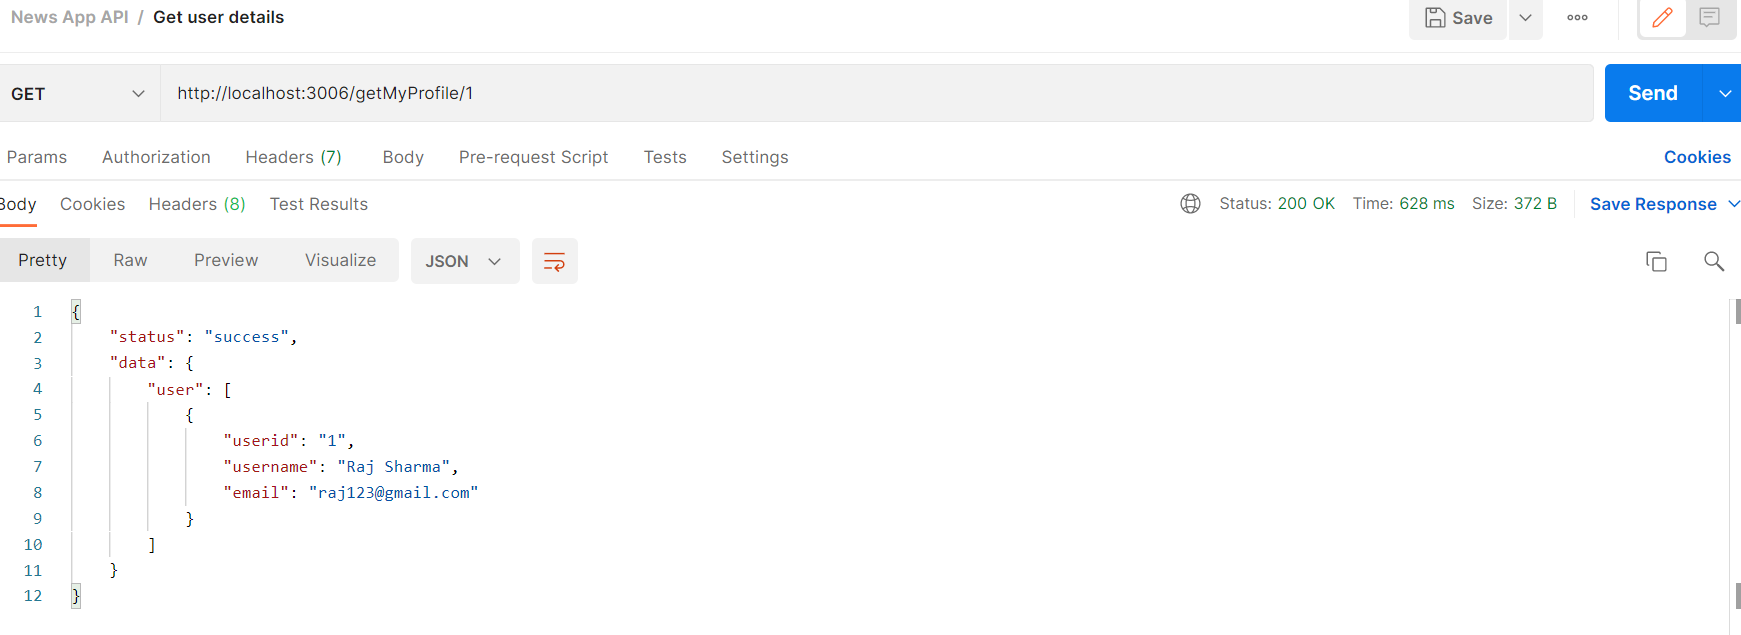 News App API / Get user details
Save
GET
http://localhost:3006/getMyProfile/1
Send
Params Authorization Headers (7) Body Pre-request Script Tests Settings Cookies
Body Cookies Headers (8) Test Results Status: 200 OK Time: 628 ms Size: 372 B Save Response
Pretty Raw Preview Visualize JSON
1 {
2 "status": "success",
3 "data": {
4 "user": [
5 {
6 "userid": "1",
7 "username": "Raj Sharma",
8 "email": "raj123@gmail.com"
9 }
10 ]
11 }
12 }